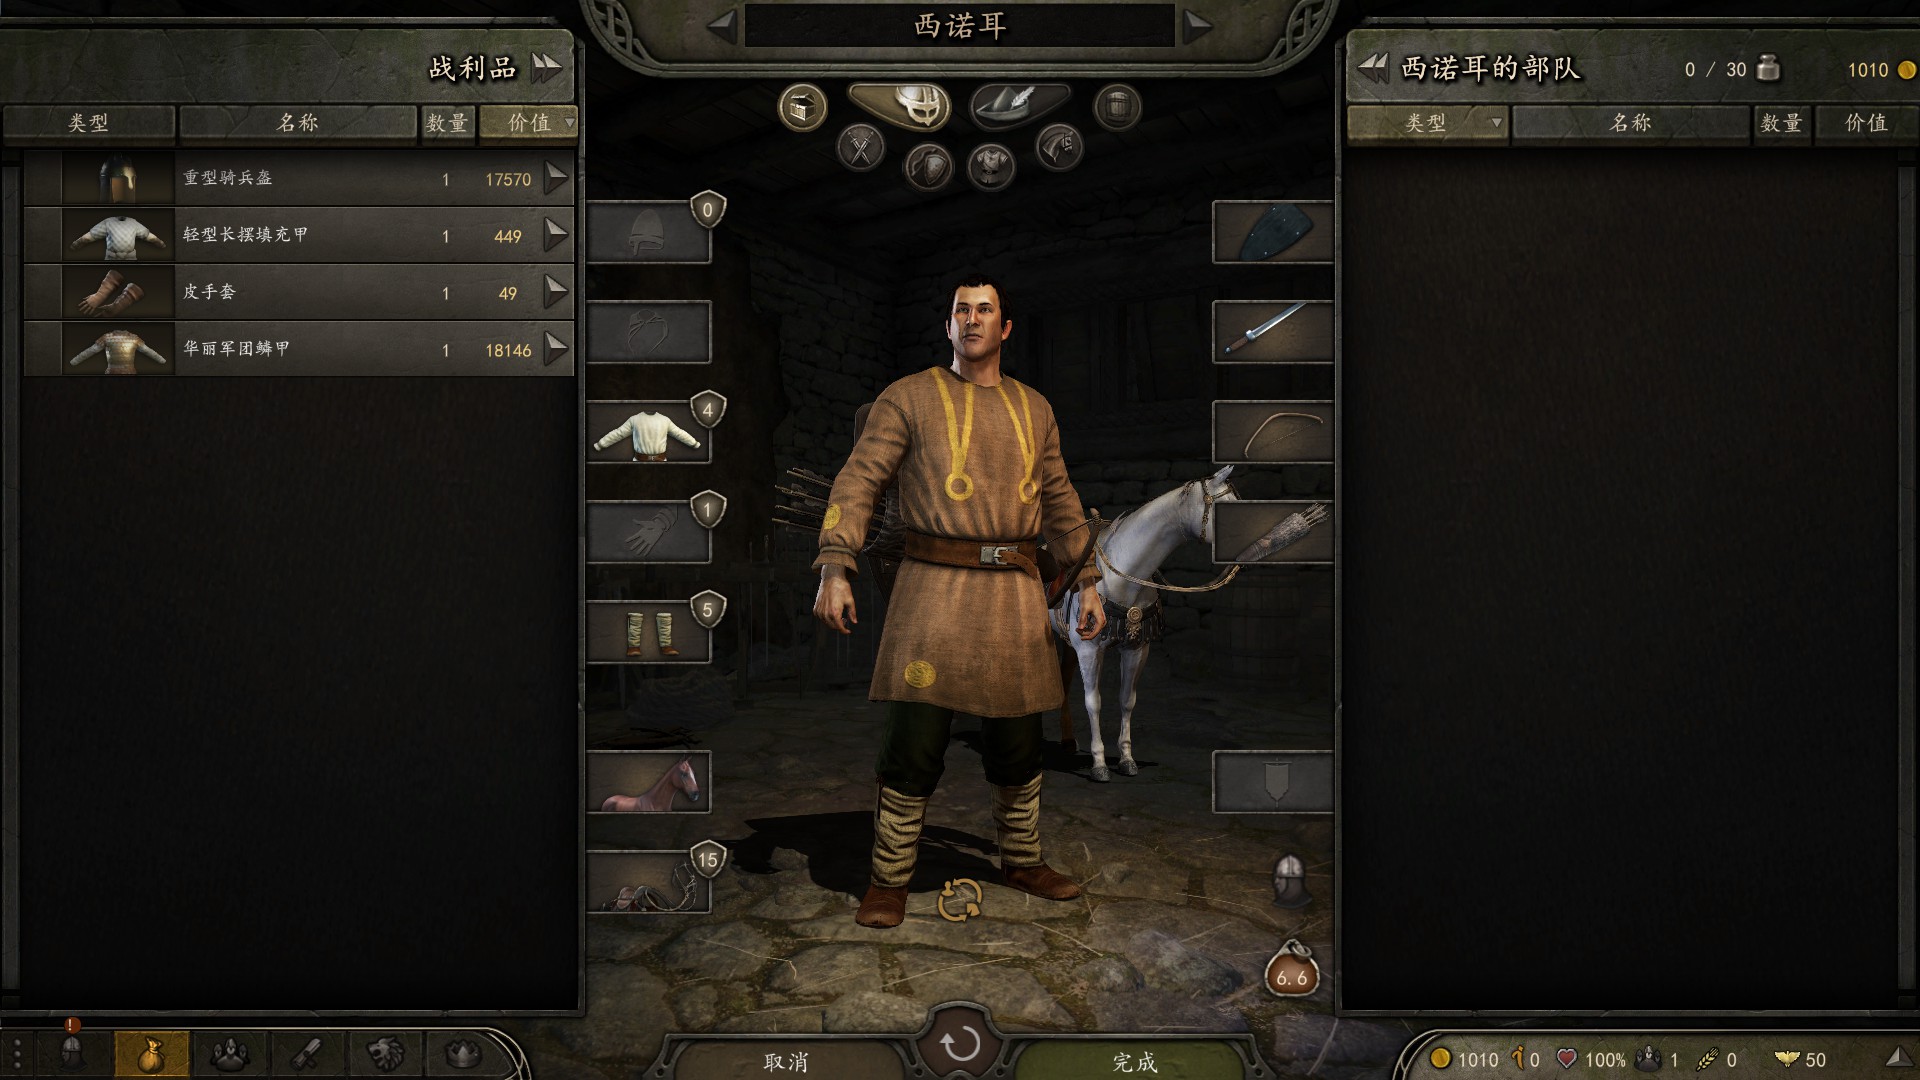 西诺耳
战利品
类型 名称 数量 价值
重型骑兵盔 1 17570
轻型长摆填充甲 1 449
皮手套 1 49
华丽军团鳞甲 1 18146
0
4
1
5
15
6.6
西诺耳的部队 0 / 30 1010
类型 名称 数量 价值
!
取消
完成
1010 0 100% 1 0 50